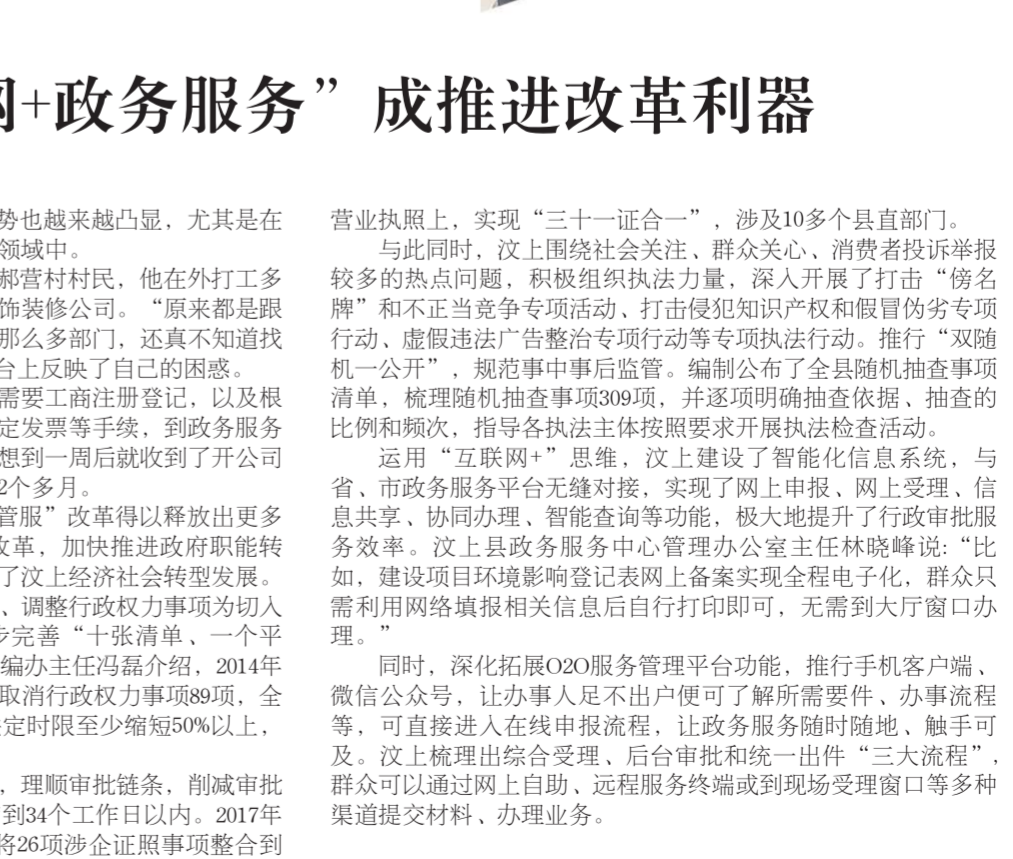 网+政务服务”成推进改革利器
势也越来越凸显，尤其是在
领域中。
郝营村村民，他在外打工多
饰装修公司。“原来都是跟
那么多部门，还真不知道找
台上反映了自己的困惑。
需要工商注册登记，以及根
定发票等手续，到政务服务
想到一周后就收到了开公司
2个多月。
管服”改革得以释放出更多
改革，加快推进政府职能转
了汶上经济社会转型发展。
、调整行政权力事项为切入
步完善“十张清单、一个平
编办主任冯磊介绍，2014年
取消行政权力事项89项，全
定时限至少缩短50%以上，
，理顺审批链条，削减审批
到34个工作日以内。2017年
将26项涉企证照事项整合到
营业执照上，实现“三十一证合一”，涉及10多个县直部门。
与此同时，汶上围绕社会关注、群众关心、消费者投诉举报
较多的热点问题，积极组织执法力量，深入开展了打击“傍名
牌”和不正当竞争专项活动、打击侵犯知识产权和假冒伪劣专项
行动、虚假违法广告整治专项行动等专项执法行动。推行“双随
机一公开”，规范事中事后监管。编制公布了全县随机抽查事项
清单，梳理随机抽查事项309项，并逐项明确抽查依据、抽查的
比例和频次，指导各执法主体按照要求开展执法检查活动。
运用“互联网+”思维，汶上建设了智能化信息系统，与
省、市政务服务平台无缝对接，实现了网上申报、网上受理、信
息共享、协同办理、智能查询等功能，极大地提升了行政审批服
务效率。汶上县政务服务中心管理办公室主任林晓峰说：“比
如，建设项目环境影响登记表网上备案实现全程电子化，群众只
需利用网络填报相关信息后自行打印即可，无需到大厅窗口办
理。”
同时，深化拓展O2O服务管理平台功能，推行手机客户端、
微信公众号，让办事人足不出户便可了解所需要件、办事流程
等，可直接进入在线申报流程，让政务服务随时随地、触手可
及。汶上梳理出综合受理、后台审批和统一出件“三大流程”，
群众可以通过网上自助、远程服务终端或到现场受理窗口等多种
渠道提交材料、办理业务。